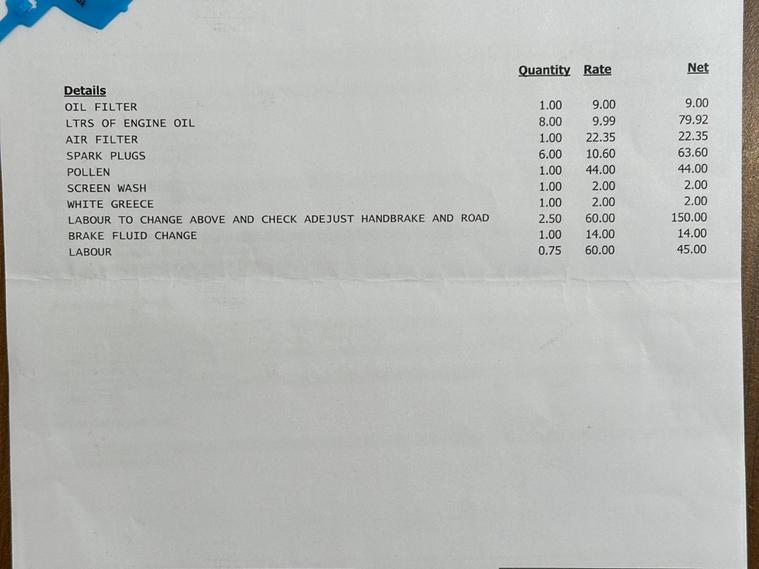 Quantity Rate Net
Details
OIL FILTER 1.00 9.00 9.00
LTRS OF ENGINE OIL 8.00 9.99 79.92
AIR FILTER 1.00 22.35 22.35
SPARK PLUGS 6.00 10.60 63.60
POLLEN 1.00 44.00 44.00
SCREEN WASH 1.00 2.00 2.00
WHITE GREECE 1.00 2.00 2.00
LABOUR TO CHANGE ABOVE AND CHECK ADEJUST HANDBRAKE AND ROAD 2.50 60.00 150.00
BRAKE FLUID CHANGE 1.00 14.00 14.00
LABOUR 0.75 60.00 45.00